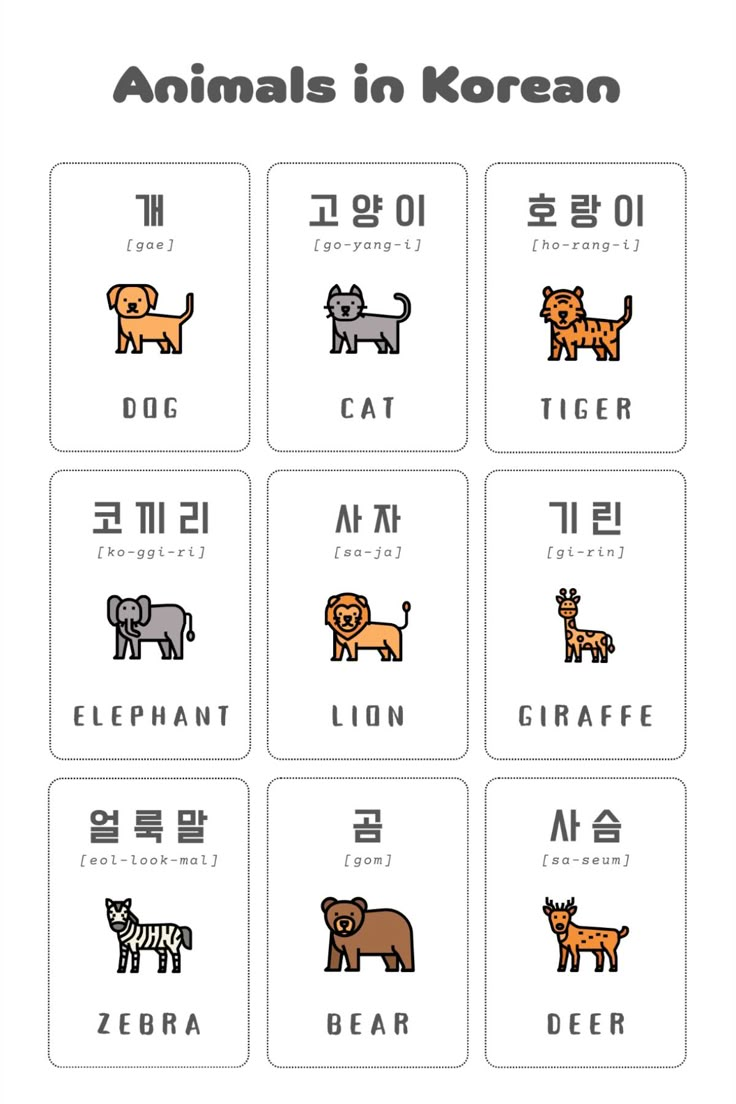 Animals in Korean
개
[gae]
DOG
고양이
[go-yang-i]
CAT
호랑이
[ho-rang-i]
TIGER
코끼리
[ko-ggi-ri]
ELEPHANT
사자
[sa-ja]
LION
기린
[gi-rin]
GIRAFFE
얼룩말
[eol-look-mal]
ZEBRA
곰
[gom]
BEAR
사슴
[sa-seum]
DEER